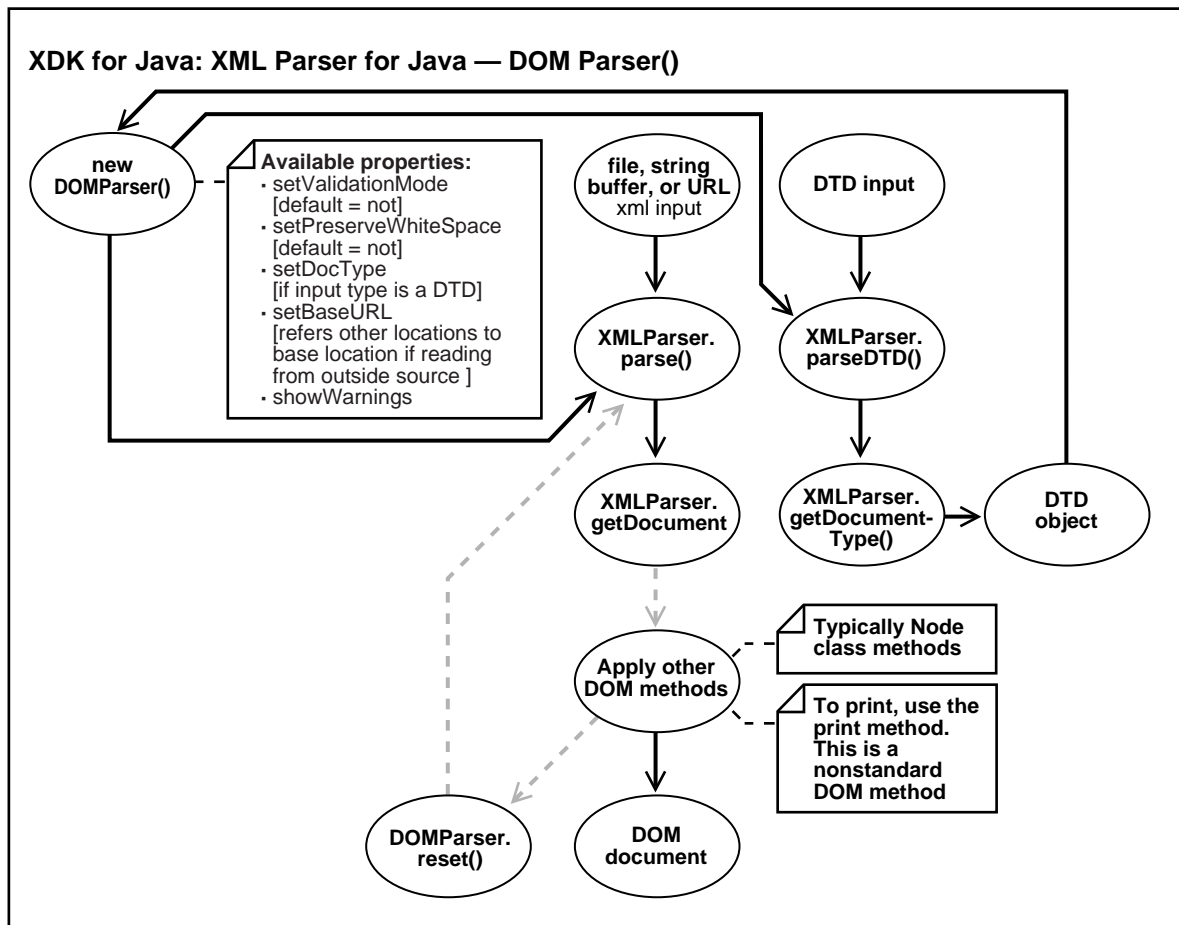 XDK for Java: XML Parser for Java — DOM Parser()
new
DOMParser()
Available properties:
· setValidationMode
[default = not]
· setPreserveWhiteSpace
[default = not]
· setDocType
[if input type is a DTD]
· setBaseURL
[refers other locations to
base location if reading
from outside source ]
· showWarnings
file, string
buffer, or URL
xml input
DTD input
XMLParser.
parse()
XMLParser.
parseDTD()
XMLParser.
getDocument
XMLParser.
getDocument-
Type()
DTD
object
Apply other
DOM methods
Typically Node
class methods
To print, use the
print method.
This is a
nonstandard
DOM method
DOMParser.
reset()
DOM
document